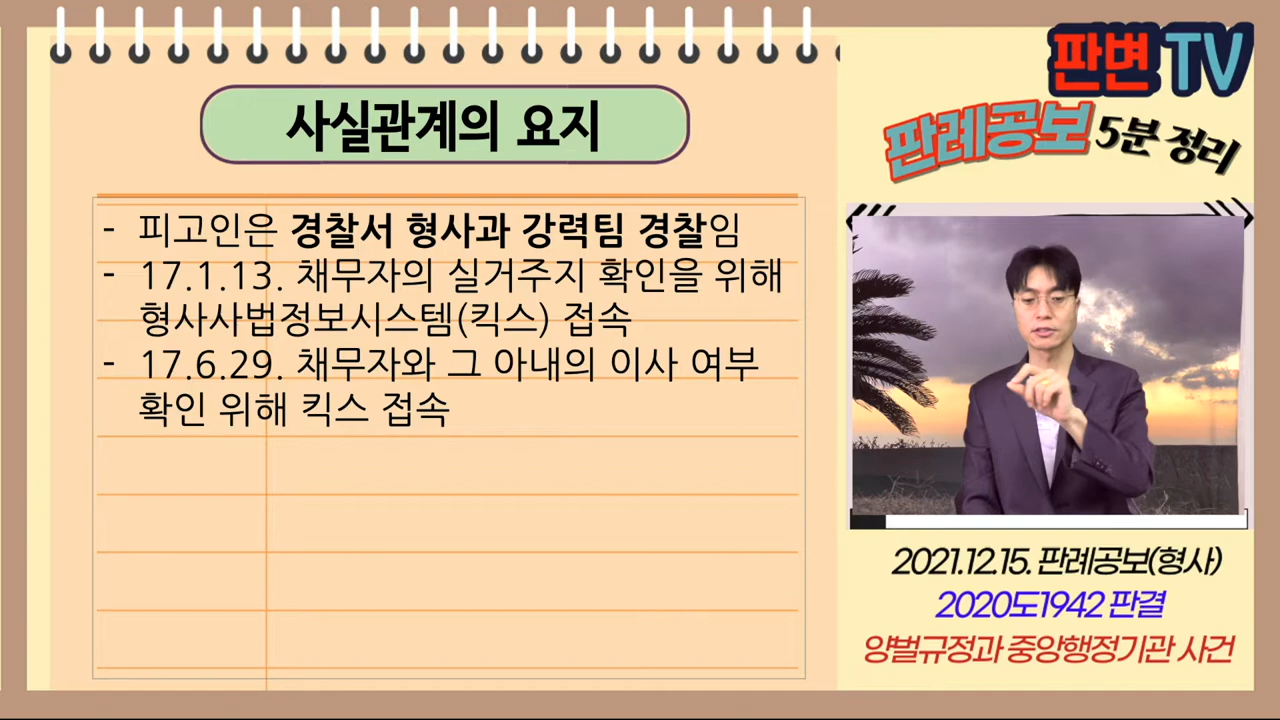 사실관계의 요지
- 피고인은 경찰서 형사과 강력팀 경찰임
- 17.1.13. 채무자의 실거주지 확인을 위해
형사사법정보시스템(킥스) 접속
- 17.6.29. 채무자와 그 아내의 이사 여부
확인 위해 킥스 접속
판변 TV
판례공보 5분 정리
2021.12.15. 판례공보(형사)
2020도1942 판결
양벌규정과 중앙행정기관 사건